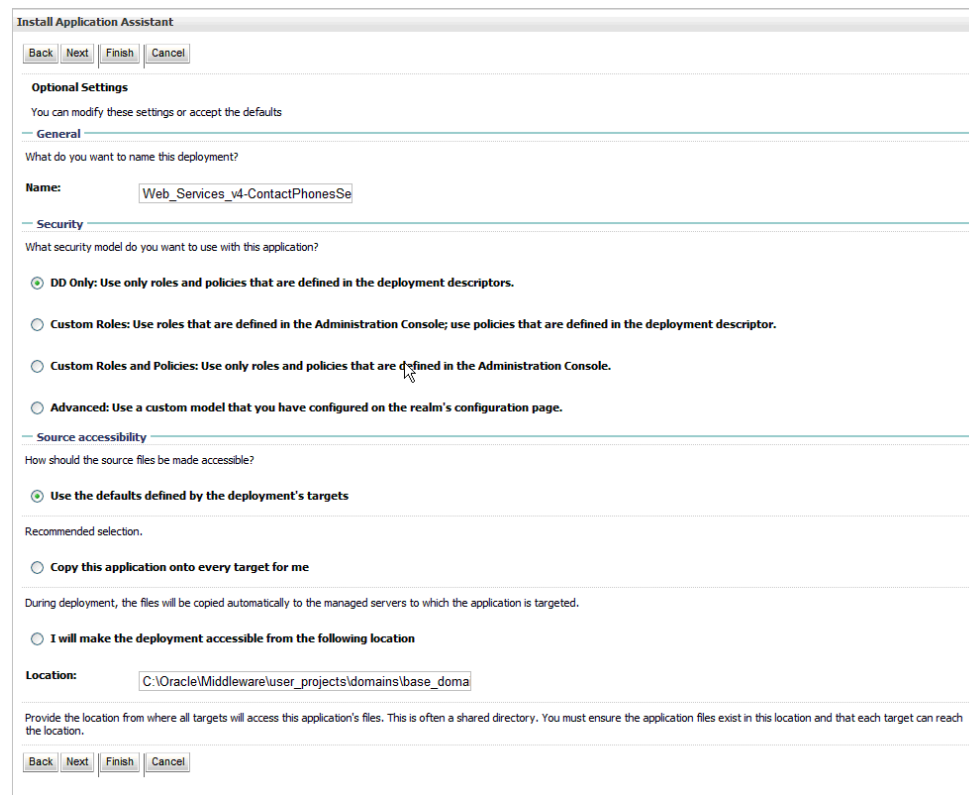 Install Application Assistant
Back Next Finish Cancel
Optional Settings
You can modify these settings or accept the defaults
General
What do you want to name this deployment?
Name: Web_Services_v4-ContactPhonesSe
Security
What security model do you want to use with this application?
DD Only: Use only roles and policies that are defined in the deployment descriptors.
Custom Roles: Use roles that are defined in the Administration Console; use policies that are defined in the deployment descriptor.
Custom Roles and Policies: Use only roles and policies that are defined in the Administration Console.
Advanced: Use a custom model that you have configured on the realm's configuration page.
Source accessibility
How should the source files be made accessible?
Use the defaults defined by the deployment's targets
Recommended selection.
Copy this application onto every target for me
During deployment, the files will be copied automatically to the managed servers to which the application is targeted.
I will make the deployment accessible from the following location
Location: C:\Oracle\Middleware\user_projects\domains\base_doma
Provide the location from where all targets will access this application's files. This is often a shared directory. You must ensure the application files exist in this location and that each target can reach
the location.
Back Next Finish Cancel